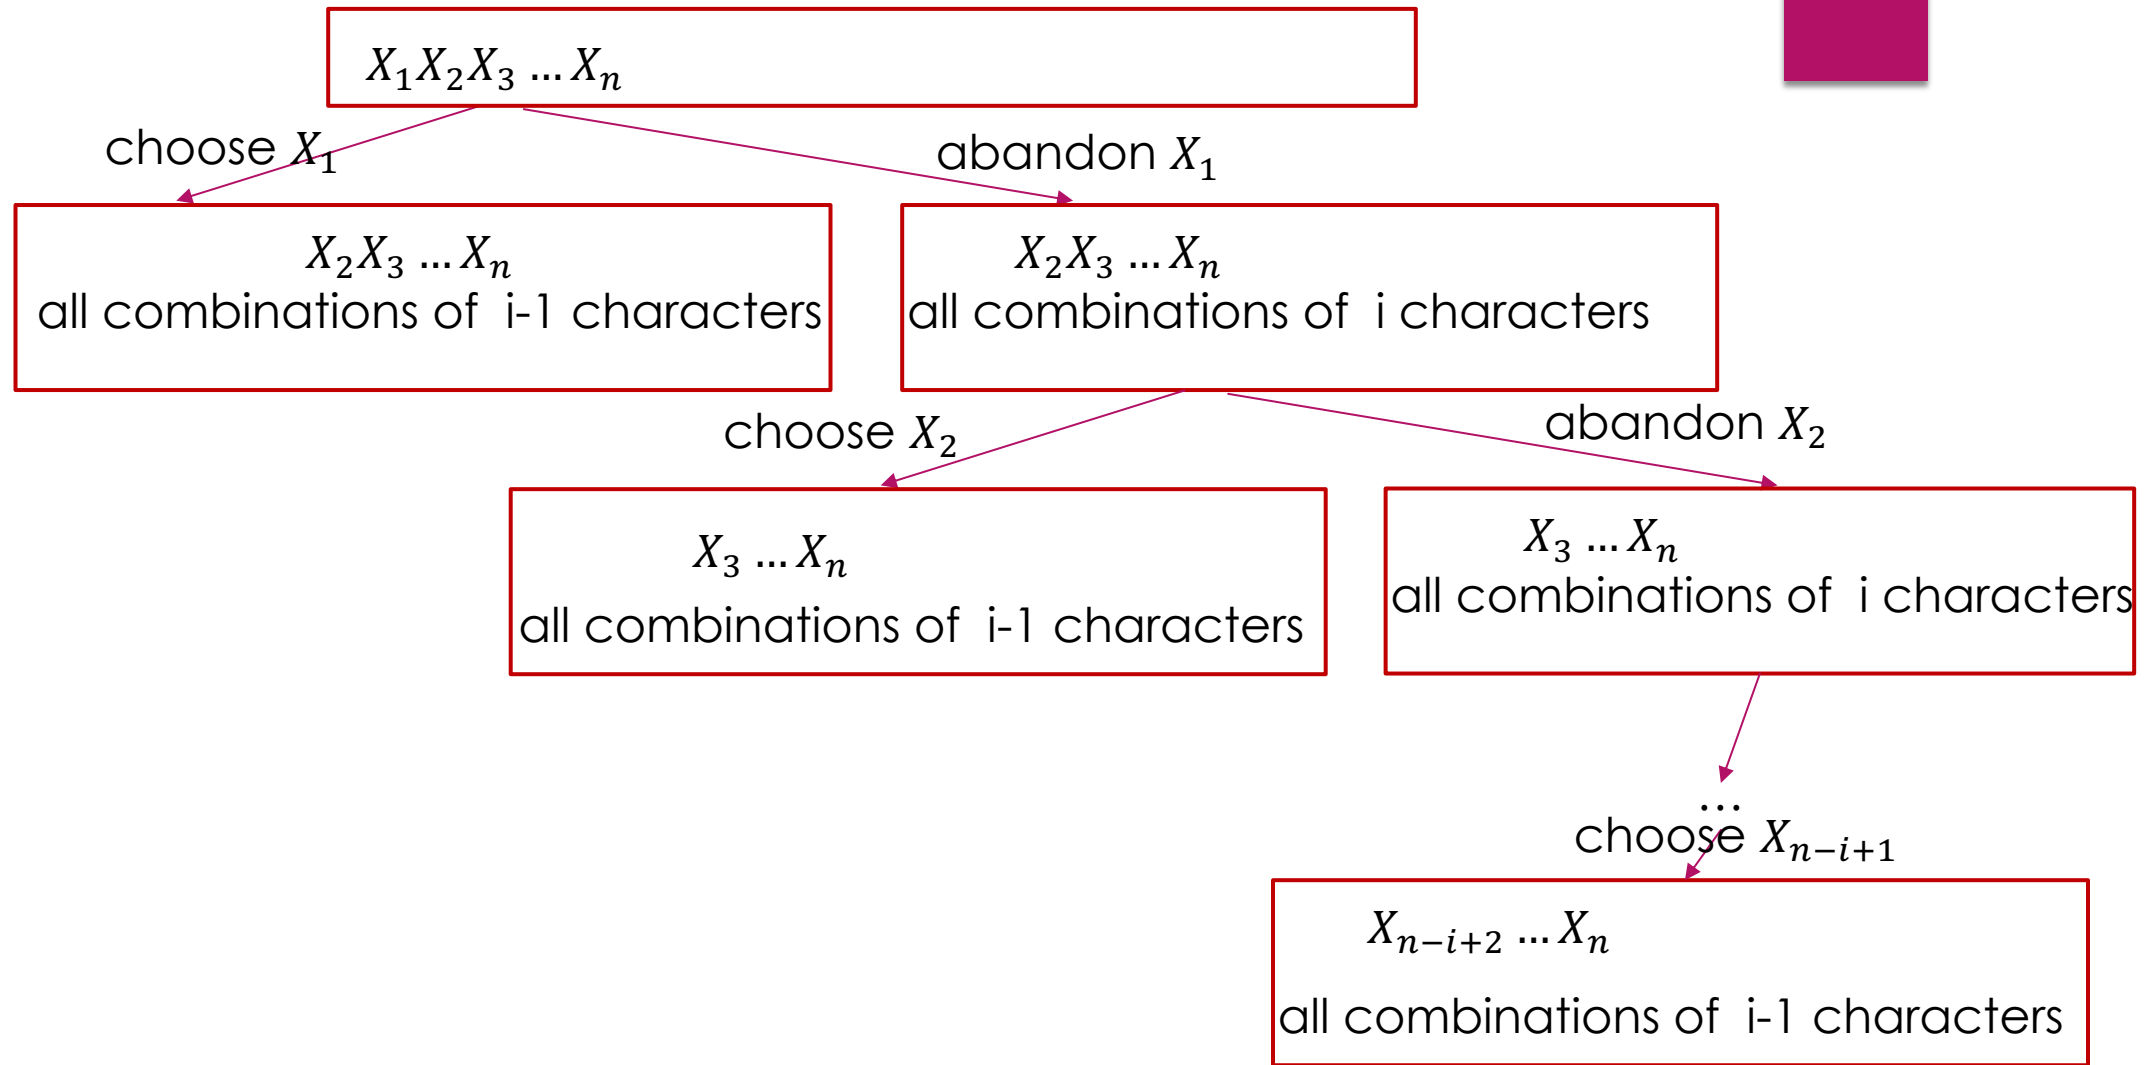 X₁X₂X₃ … Xₙ
choose X₁
abandon X₁
X₂X₃ … Xₙ
all combinations of i-1 characters
X₂X₃ … Xₙ
all combinations of i characters
choose X₂
abandon X₂
X₃ … Xₙ
all combinations of i-1 characters
X₃ … Xₙ
all combinations of i characters
…
choose Xₙ₋ᵢ₊₁
Xₙ₋ᵢ₊₂ … Xₙ
all combinations of i-1 characters